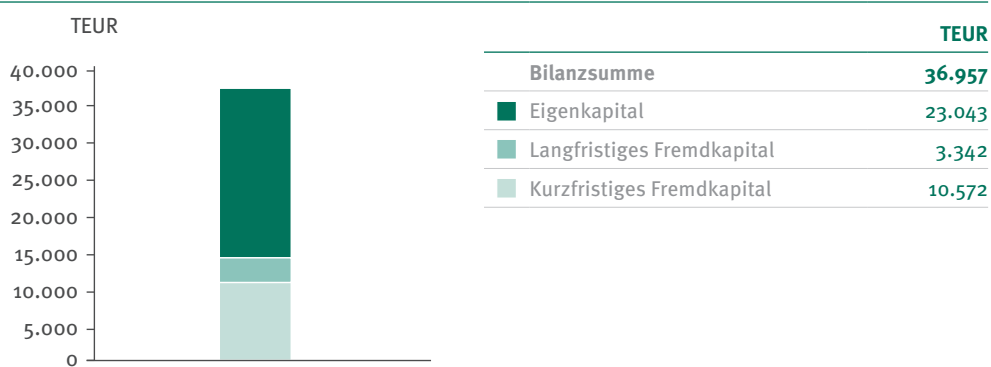 TEUR
40.000
35.000
30.000
25.000
20.000
15.000
10.000
5.000
0
TEUR
Bilanzsumme 36.957
Eigenkapital 23.043
Langfristiges Fremdkapital 3.342
Kurzfristiges Fremdkapital 10.572